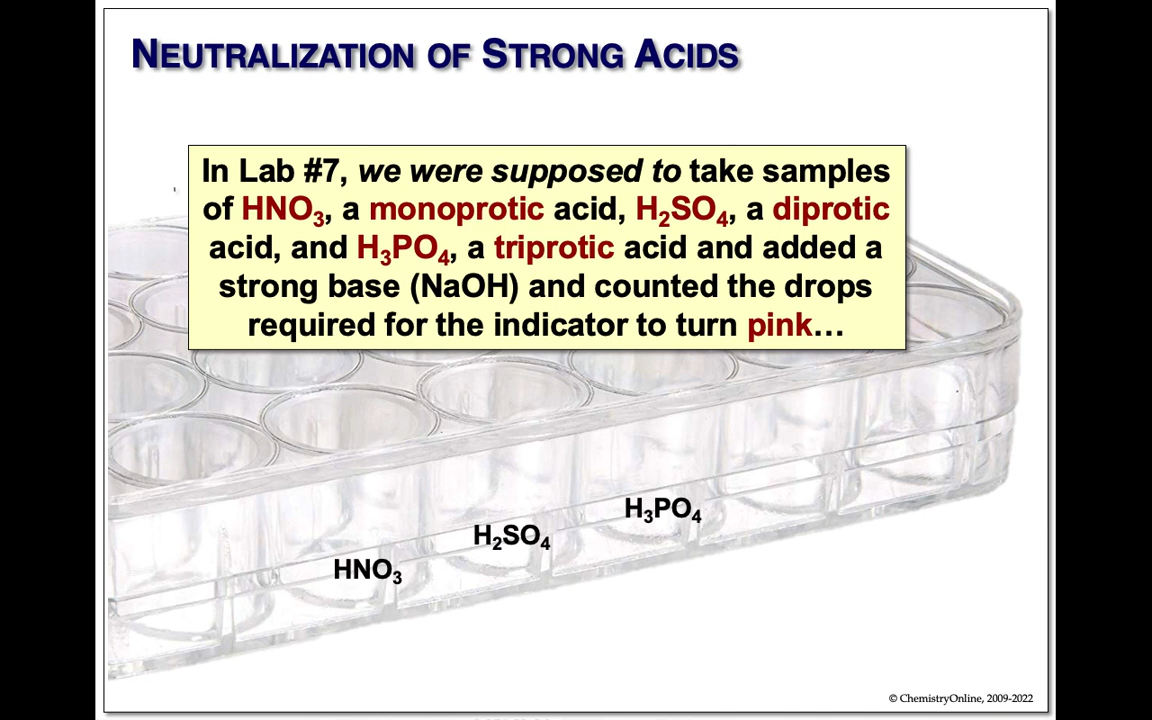 NEUTRALIZATION OF STRONG ACIDS
In Lab #7, we were supposed to take samples
of HNO₃, a monoprotic acid, H₂SO₄, a diprotic
acid, and H₃PO₄, a triprotic acid and added a
strong base (NaOH) and counted the drops
required for the indicator to turn pink…
H₃PO₄
H₂SO₄
HNO₃
© ChemistryOnline, 2009-2022